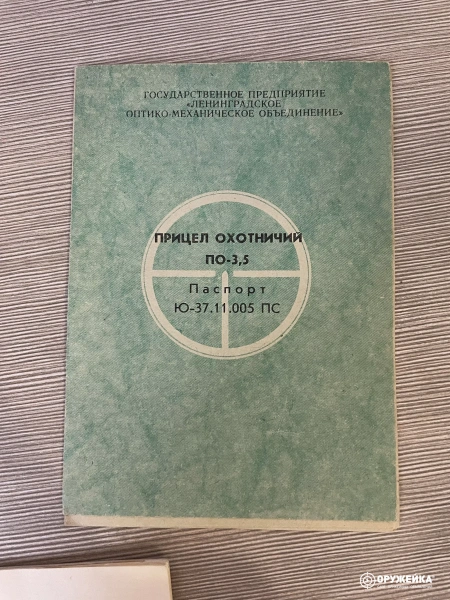 ГОСУДАРСТВЕННОЕ ПРЕДПРИЯТИЕ
«ЛЕНИНГРАДСКОЕ
ОПТИКО-МЕХАНИЧЕСКОЕ ОБЪЕДИНЕНИЕ»
ПРИЦЕЛ ОХОТНИЧИЙ
ПО-3,5
Паспорт
Ю-37.11.005 ПС
ОРУЖЕЙКА